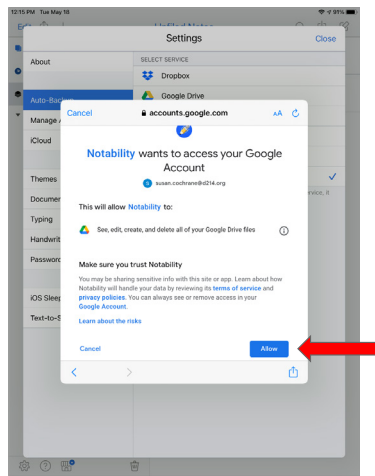 12:15 PM Tue May 18
91%
Unfiled Notes
Settings
Close
About
SELECT SERVICE
Dropbox
Auto-Backup
Google Drive
Manage
Cancel
accounts.google.com
AA
iCloud
Notability wants to access your Google
Account
susan.cochrane@d214.org
Themes
This will allow Notability to:
See, edit, create, and delete all of your Google Drive files
Typing
Make sure you trust Notability
You may be sharing sensitive info with this site or app. Learn about how
Notability will handle your data by reviewing its terms of service and
privacy policies. You can always see or remove access in your
Google Account.
iOS Sleep
Learn about the risks
Text-to-S
Cancel
Allow